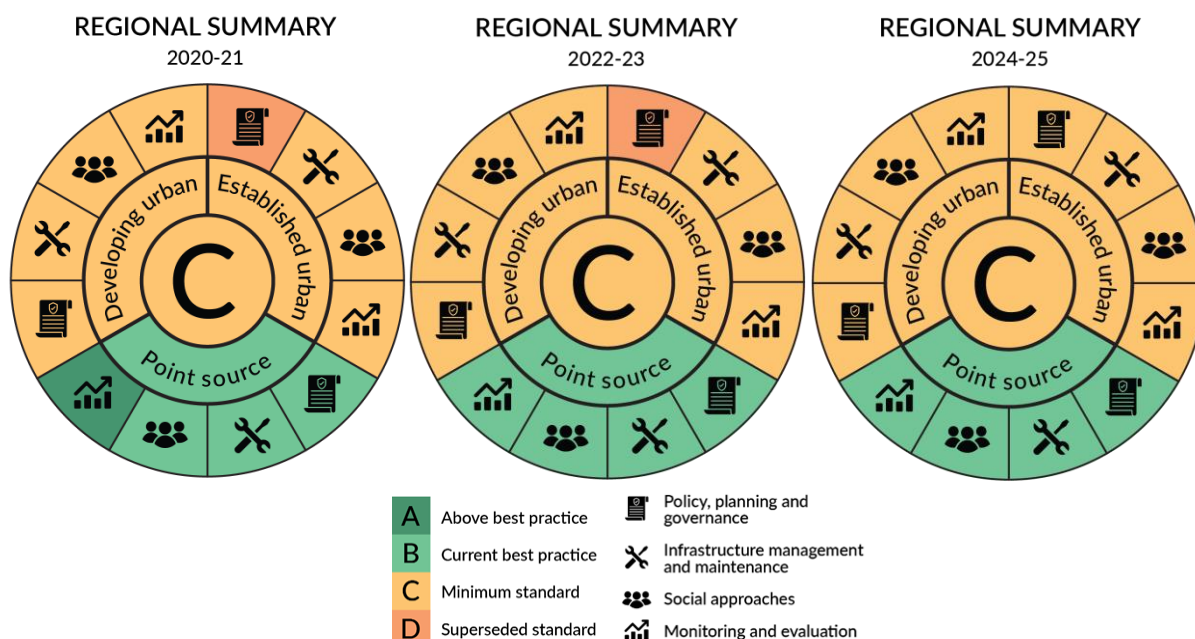 REGIONAL SUMMARY
2020-21
Developing urban
Established urban
C
Point source
REGIONAL SUMMARY
2022-23
Developing urban
Established urban
C
Point source
REGIONAL SUMMARY
2024-25
Developing urban
Established urban
C
Point source
A Above best practice
B Current best practice
C Minimum standard
D Superseded standard
Policy, planning and
governance
Infrastructure management
and maintenance
Social approaches
Monitoring and evaluation